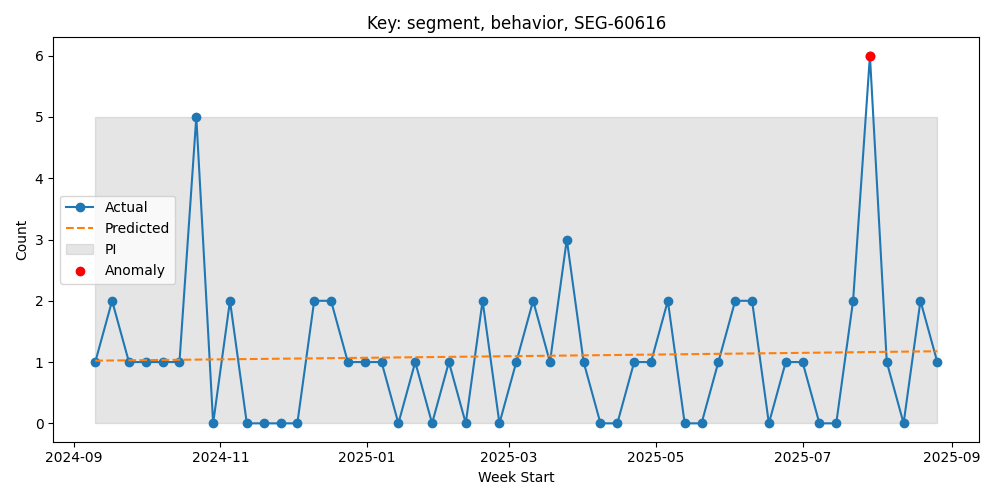 Key: segment, behavior, SEG-60616
6
5
4
3
2
1
0
Count
Actual
Predicted
PI
Anomaly
2024-09 2024-11 2025-01 2025-03 2025-05 2025-07 2025-09
Week Start